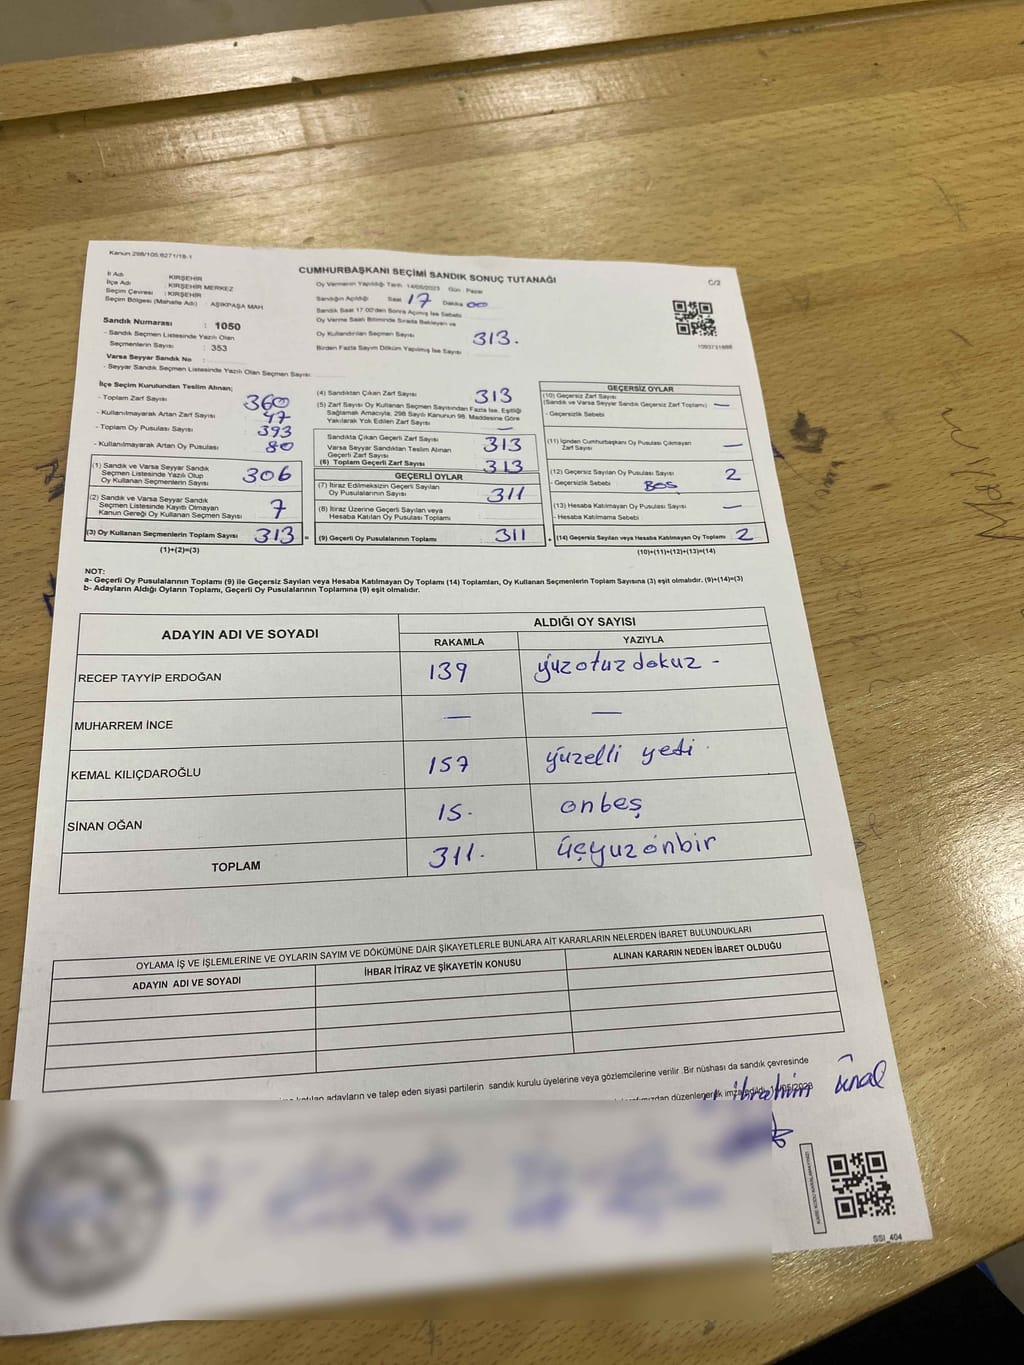 Kanun 298/105;6271/18-1
CUMHURBAŞKANI SEÇİMİ SANDIK SONUÇ TUTANAĞI
C/2
İl Adı : KIRŞEHİR
İlçe Adı : KIRŞEHİR MERKEZ
Seçim Çevresi : KIRŞEHİR
Seçim Bölgesi (Mahalle Adı) : AŞIKPAŞA MAH
Sandık Numarası : 1050
- Sandık Seçmen Listesinde Yazılı Olan
Seçmenlerin Sayısı : 353
Varsa Seyyar Sandık No :
- Seyyar Sandık Seçmen Listesinde Yazılı Olan Seçmen Sayısı :
Oy Vermenin Yapıldığı Tarih 14/05/2023 Gün : Pazar
Sandığın Açıldığı Saat 17 Dakika 00
Sandık Saat 17:00'den Sonra Açılmış İse Sebebi
Oy Verme Saati Bitiminde Sırada Bekleyen ve
Oy Kullandırılan Seçmen Sayısı 313.
Birden Fazla Sayım Döküm Yapılmış İse Sayısı
1093731888
İlçe Seçim Kurulundan Teslim Alınan;
- Toplam Zarf Sayısı 360
- Kullanılmayarak Artan Zarf Sayısı 47
- Toplam Oy Pusulası Sayısı 393
- Kullanılmayarak Artan Oy Pusulası 80
(1) Sandık ve Varsa Seyyar Sandık
Seçmen Listesinde Yazılı Olup
Oy Kullanan Seçmenlerin Sayısı 306
(2) Sandık ve Varsa Seyyar Sandık
Seçmen Listesinde Kayıtlı Olmayan
Kanun Gereği Oy Kullanan Seçmen Sayısı 7
(3) Oy Kullanan Seçmenlerin Toplam Sayısı 313 =
(1)+(2)=(3)
(4) Sandıktan Çıkan Zarf Sayısı 313
(5) Zarf Sayısı Oy Kullanan Seçmen Sayısından Fazla İse, Eşitliği
Sağlamak Amacıyla, 298 Sayılı Kanunun 98. Maddesine Göre
Yakılarak Yok Edilen Zarf Sayısı —
Sandıkta Çıkan Geçerli Zarf Sayısı 313
Varsa Seyyar Sandıktan Teslim Alınan
Geçerli Zarf Sayısı
(6) Toplam Geçerli Zarf Sayısı 313
GEÇERLİ OYLAR
(7) İtiraz Edilmeksizin Geçerli Sayılan
Oy Pusulalarının Sayısı 311
(8) İtiraz Üzerine Geçerli Sayılan veya
Hesaba Katılan Oy Pusulası Toplamı
(9) Geçerli Oy Pusulalarının Toplamı 311 +
GEÇERSİZ OYLAR
(10) Geçersiz Zarf Sayısı
(Sandık ve Varsa Seyyar Sandık Geçersiz Zarf Toplamı) —
- Geçersizlik Sebebi
(11) İçinden Cumhurbaşkanı Oy Pusulası Çıkmayan
Zarf Sayısı —
(12) Geçersiz Sayılan Oy Pusulası Sayısı 2
- Geçersizlik Sebebi BOŞ
(13) Hesaba Katılmayan Oy Pusulası Sayısı —
- Hesaba Katılmama Sebebi
(14) Geçersiz Sayılan veya Hesaba Katılmayan Oy Toplamı 2
(10)+(11)+(12)+(13)=(14)
NOT:
a- Geçerli Oy Pusulalarının Toplamı (9) ile Geçersiz Sayılan veya Hesaba Katılmayan Oy Toplamı (14) Toplamları, Oy Kullanan Seçmenlerin Toplam Sayısına (3) eşit olmalıdır. (9)+(14)=(3)
b- Adayların Aldığı Oyların Toplamı, Geçerli Oy Pusulalarının Toplamına (9) eşit olmalıdır.
ADAYIN ADI VE SOYADI
ALDIĞI OY SAYISI
RAKAMLA YAZIYLA
RECEP TAYYİP ERDOĞAN 139 yüzotuz dokuz -
MUHARREM İNCE — —
KEMAL KILIÇDAROĞLU 157 yüzelli yedi
SİNAN OĞAN 15. onbeş
TOPLAM 311. üçyüzonbir
OYLAMA İŞ VE İŞLEMLERİNE VE OYLARIN SAYIM VE DÖKÜMÜNE DAİR ŞİKAYETLERLE BUNLARA AİT KARARLARIN NELERDEN İBARET BULUNDUKLARI
ADAYIN ADI VE SOYADI İHBAR İTİRAZ VE ŞİKAYETİN KONUSU ALINAN KARARIN NEDEN İBARET OLDUĞU
adayların ve talep eden siyasi partilerin sandık kurulu üyelerine veya gözlemcilerine verilir. Bir nüshası da sandık çevresinde
düzenlenerek imza edildi.
İbrahim ünal
SSİ_404